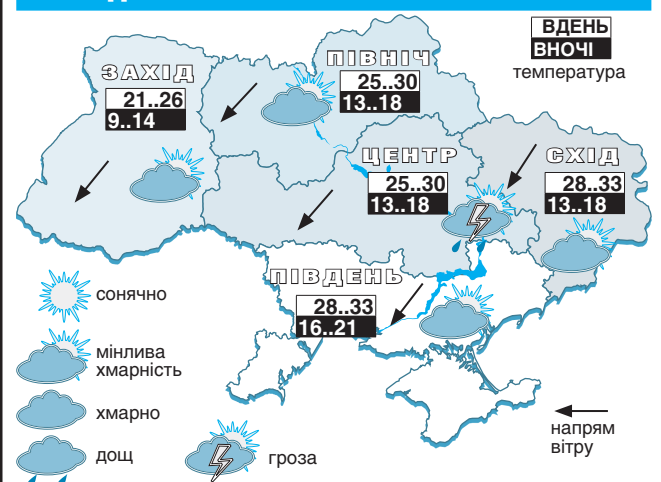 ВДЕНЬ
ВНОЧІ
температура
ЗАХІД
21..26
9..14
ПІВНІЧ
25..30
13..18
ЦЕНТР
25..30
13..18
СХІД
28..33
13..18
ПІВДЕНЬ
28..33
16..21
сонячно
мінлива
хмарність
хмарно
дощ
гроза
напрям
вітру